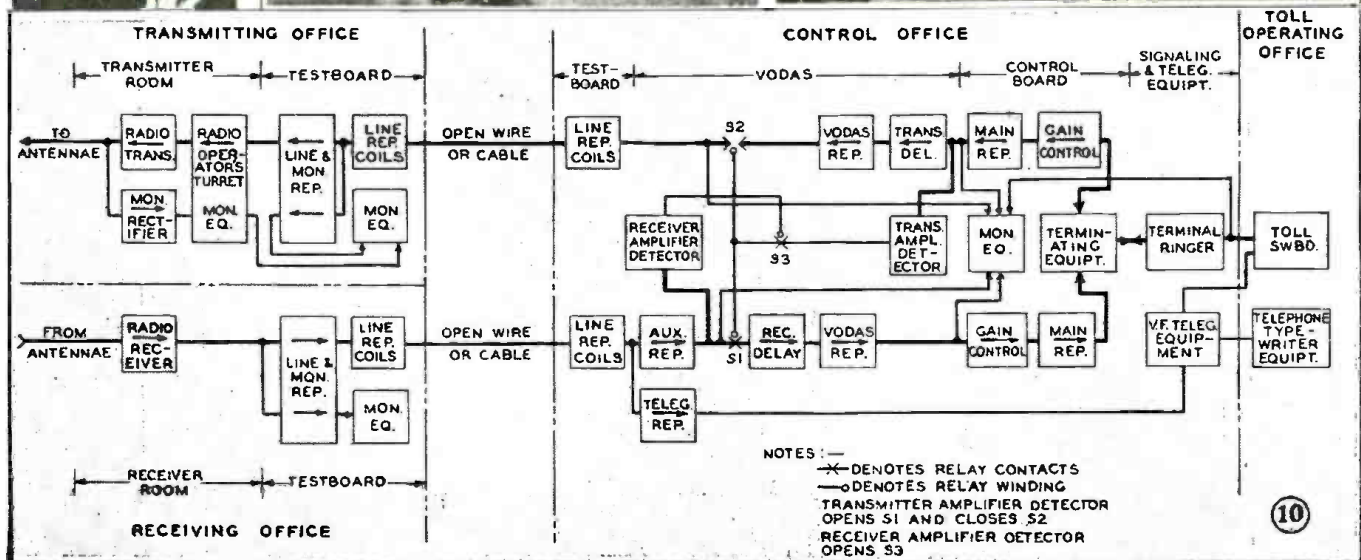 TRANSMITTING OFFICE
CONTROL OFFICE
TOLL
OPERATING
OFFICE
TRANSMITTER
ROOM
TESTBOARD
TEST-
BOARD
VODAS
CONTROL
BOARD
SIGNALING
& TELEG.
EQUIPT.
TO
ANTENNAE
RADIO
TRANS.
RADIO
OPER-
ATOR'S
TURRET
MON.
EQ.
LINE &
MON.
REP.
LINE
REP.
COILS
OPEN WIRE
OR CABLE
LINE
REP.
COILS
S2
VODAS
REP.
TRANS.
DEL.
MAIN
REP.
GAIN
CONTROL
MON.
RECT-
IFIER
MON.
EQ.
RECEIVER
AMPLIFIER
DETECTOR
S3
TRANS.
AMPL.
DET-
ECTOR
MON.
EQ.
TERMIN-
ATING
EQUIPT.
TERMINAL
RINGER
TOLL
SWBD.
FROM
ANTENNAE
RADIO
REC-
EIVER
LINE &
MON. REP.
LINE
REP.
COILS
OPEN WIRE
OR CABLE
LINE
REP.
COILS
AUX.
REP.
S1
REC.
DELAY
VODAS
REP.
GAIN
CONTROL
MAIN
REP.
V.F. TELEG.
EQUIP-
MENT
TELEPHONE
TYPE-
WRITER
EQUIPT.
MON.
EQ.
TELEG.
REP.
RECEIVER
ROOM
TESTBOARD
RECEIVING OFFICE
NOTES:—
DENOTES RELAY CONTACTS
DENOTES RELAY WINDING
TRANSMITTER AMPLIFIER DETECTOR
OPENS S1 AND CLOSES S2
RECEIVER AMPLIFIER DETECTOR
OPENS S3
10